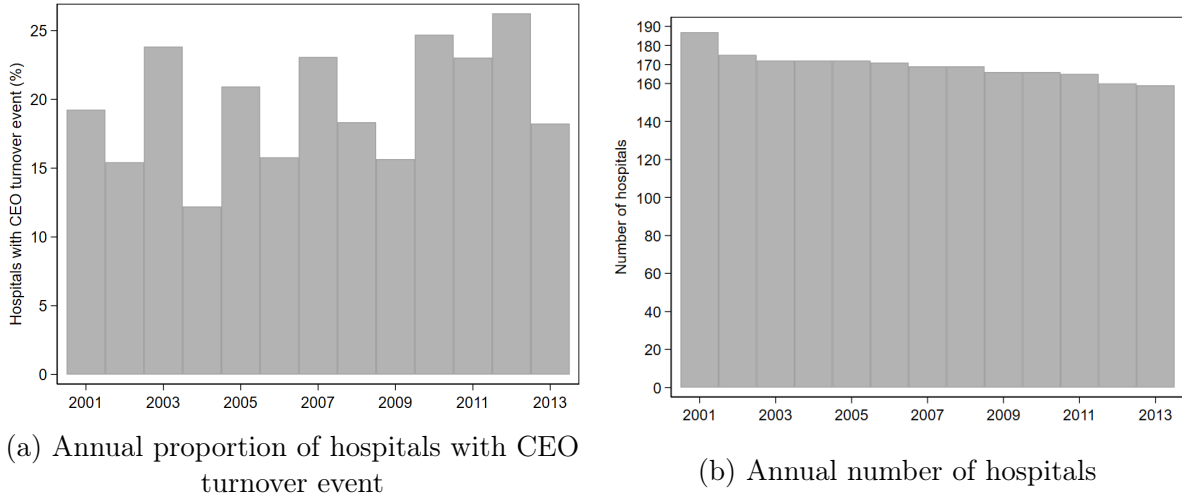 Hospitals with CEO turnover event (%)
25
20
15
10
5
0
2001 2003 2005 2007 2009 2011 2013
(a) Annual proportion of hospitals with CEO
turnover event
Number of hospitals
190
180
170
160
140
120
100
80
60
40
20
0
2001 2003 2005 2007 2009 2011 2013
(b) Annual number of hospitals